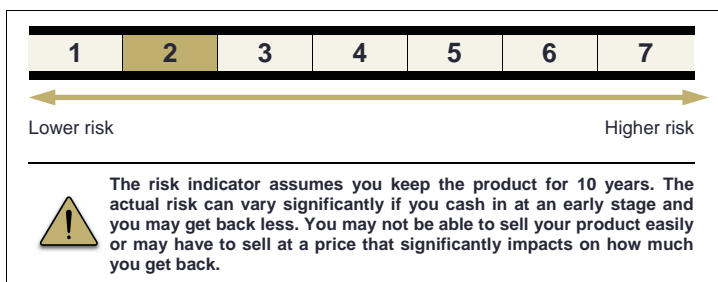 1 2 3 4 5 6 7
Lower risk Higher risk
The risk indicator assumes you keep the product for 10 years. The
actual risk can vary significantly if you cash in at an early stage and
you may get back less. You may not be able to sell your product easily
or may have to sell at a price that significantly impacts on how much
you get back.